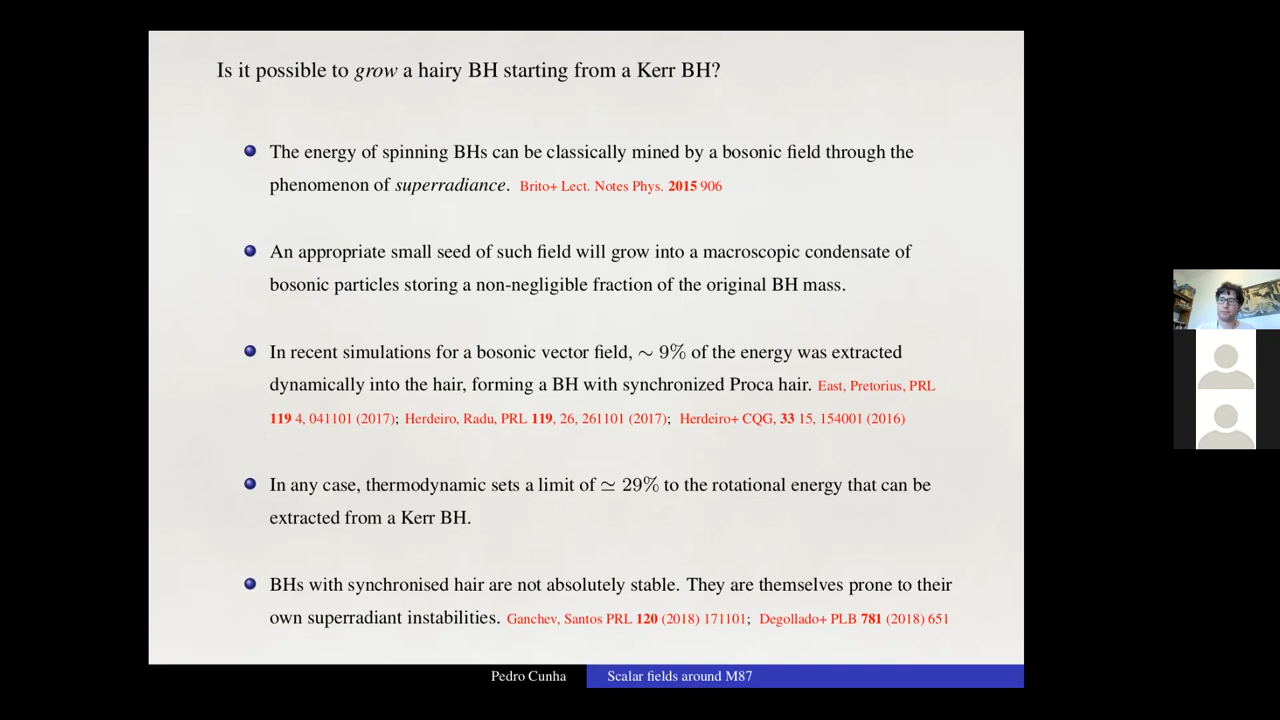 Is it possible to grow a hairy BH starting from a Kerr BH?
The energy of spinning BHs can be classically mined by a bosonic field through the
phenomenon of superradiance. Brito+ Lect. Notes Phys. 2015 906
An appropriate small seed of such field will grow into a macroscopic condensate of
bosonic particles storing a non-negligible fraction of the original BH mass.
In recent simulations for a bosonic vector field, ∼ 9% of the energy was extracted
dynamically into the hair, forming a BH with synchronized Proca hair. East, Pretorius, PRL
119 4, 041101 (2017); Herdeiro, Radu, PRL 119, 26, 261101 (2017); Herdeiro+ CQG, 33 15, 154001 (2016)
In any case, thermodynamic sets a limit of ≃ 29% to the rotational energy that can be
extracted from a Kerr BH.
BHs with synchronised hair are not absolutely stable. They are themselves prone to their
own superradiant instabilities. Ganchev, Santos PRL 120 (2018) 171101; Degollado+ PLB 781 (2018) 651
Pedro Cunha
Scalar fields around M87